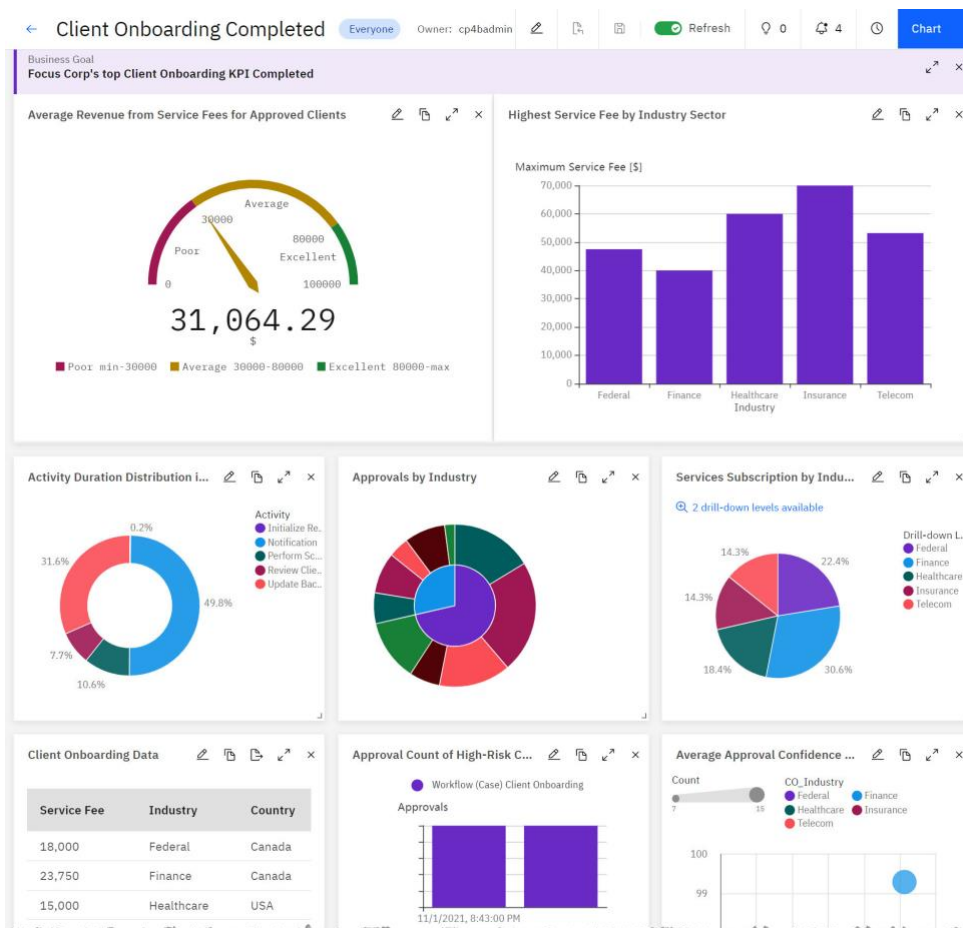 Client Onboarding Completed Everyone Owner: cp4badmin Refresh 0 4 Chart
Business Goal
Focus Corp's top Client Onboarding KPI Completed
Average Revenue from Service Fees for Approved Clients
Average
30000
Poor
80000
Excellent
0
100000
31,064.29
$
Poor min-30000 Average 30000-80000 Excellent 80000-max
Highest Service Fee by Industry Sector
Maximum Service Fee [$]
70,000
60,000
50,000
40,000
30,000
20,000
10,000
0
Federal Finance Healthcare Insurance Telecom
Industry
Activity Duration Distribution i...
0.2%
31.6%
49.8%
7.7%
10.6%
Activity
Initialize Re..
Notification
Perform Sc...
Review Clie..
Update Bac..
Approvals by Industry
Services Subscription by Indu...
2 drill-down levels available
14.3%
22.4%
14.3%
18.4%
30.6%
Drill-down L..
Federal
Finance
Healthcare
Insurance
Telecom
Client Onboarding Data
Service Fee Industry Country
18,000 Federal Canada
23,750 Finance Canada
15,000 Healthcare USA
Approval Count of High-Risk C...
Workflow (Case) Client Onboarding
Approvals
11/1/2021, 8:43:00 PM
Average Approval Confidence ...
Count
7 15
CO_Industry
Federal Finance
Healthcare Insurance
Telecom
100
99